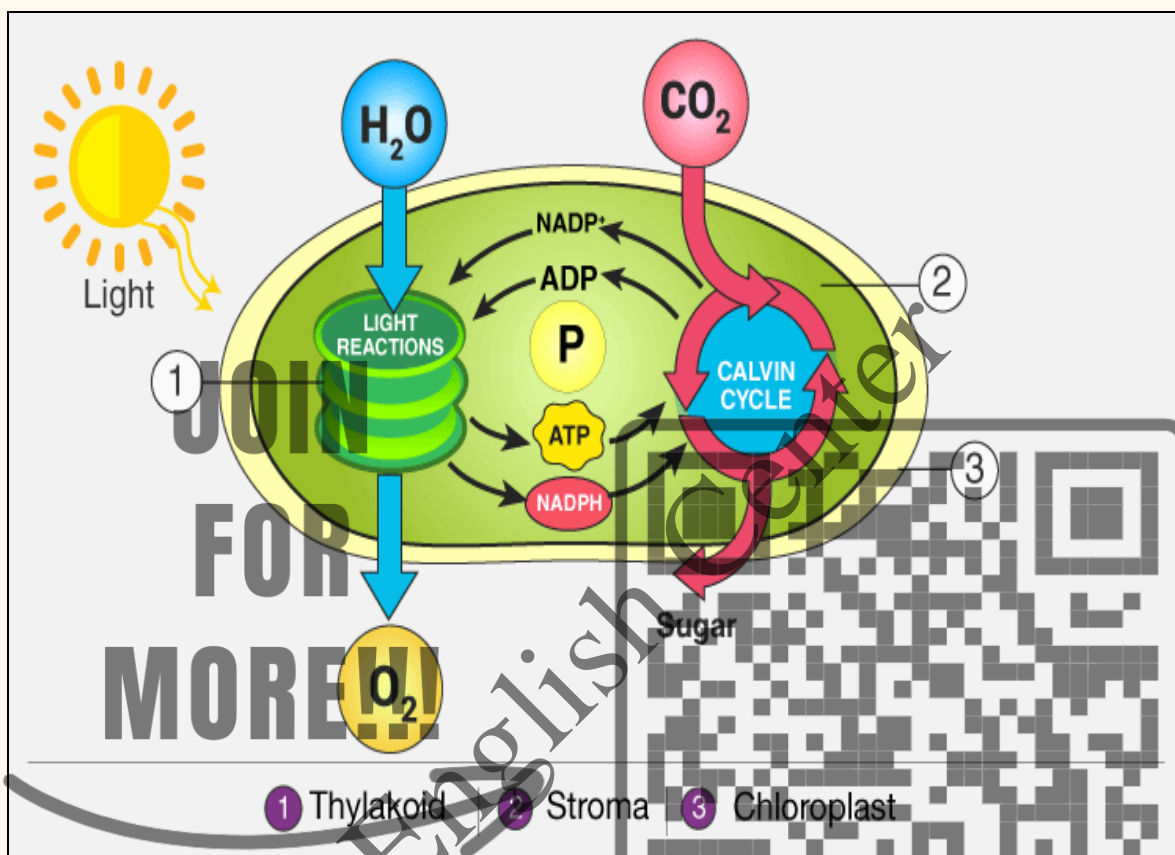 H₂O
CO₂
Light
NADP⁺
ADP
P
LIGHT
REACTIONS
CALVIN
CYCLE
ATP
NADPH
1
2
3
O₂
Sugar
JOIN
FOR
MORE!!!
English Center
1 Thylakoid 2 Stroma 3 Chloroplast